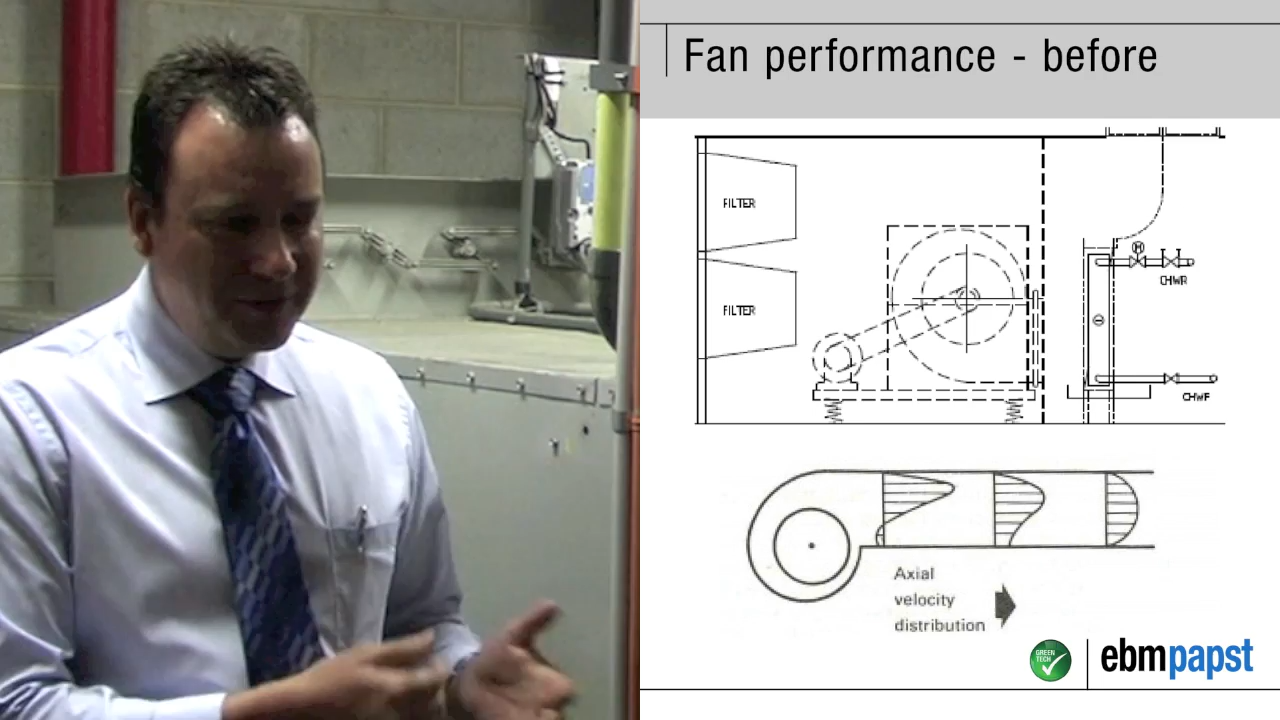 Fan performance - before
FILTER
FILTER
M
CHWR
CHWF
Axial
velocity
distribution
GREEN
TECH
ebmpapst